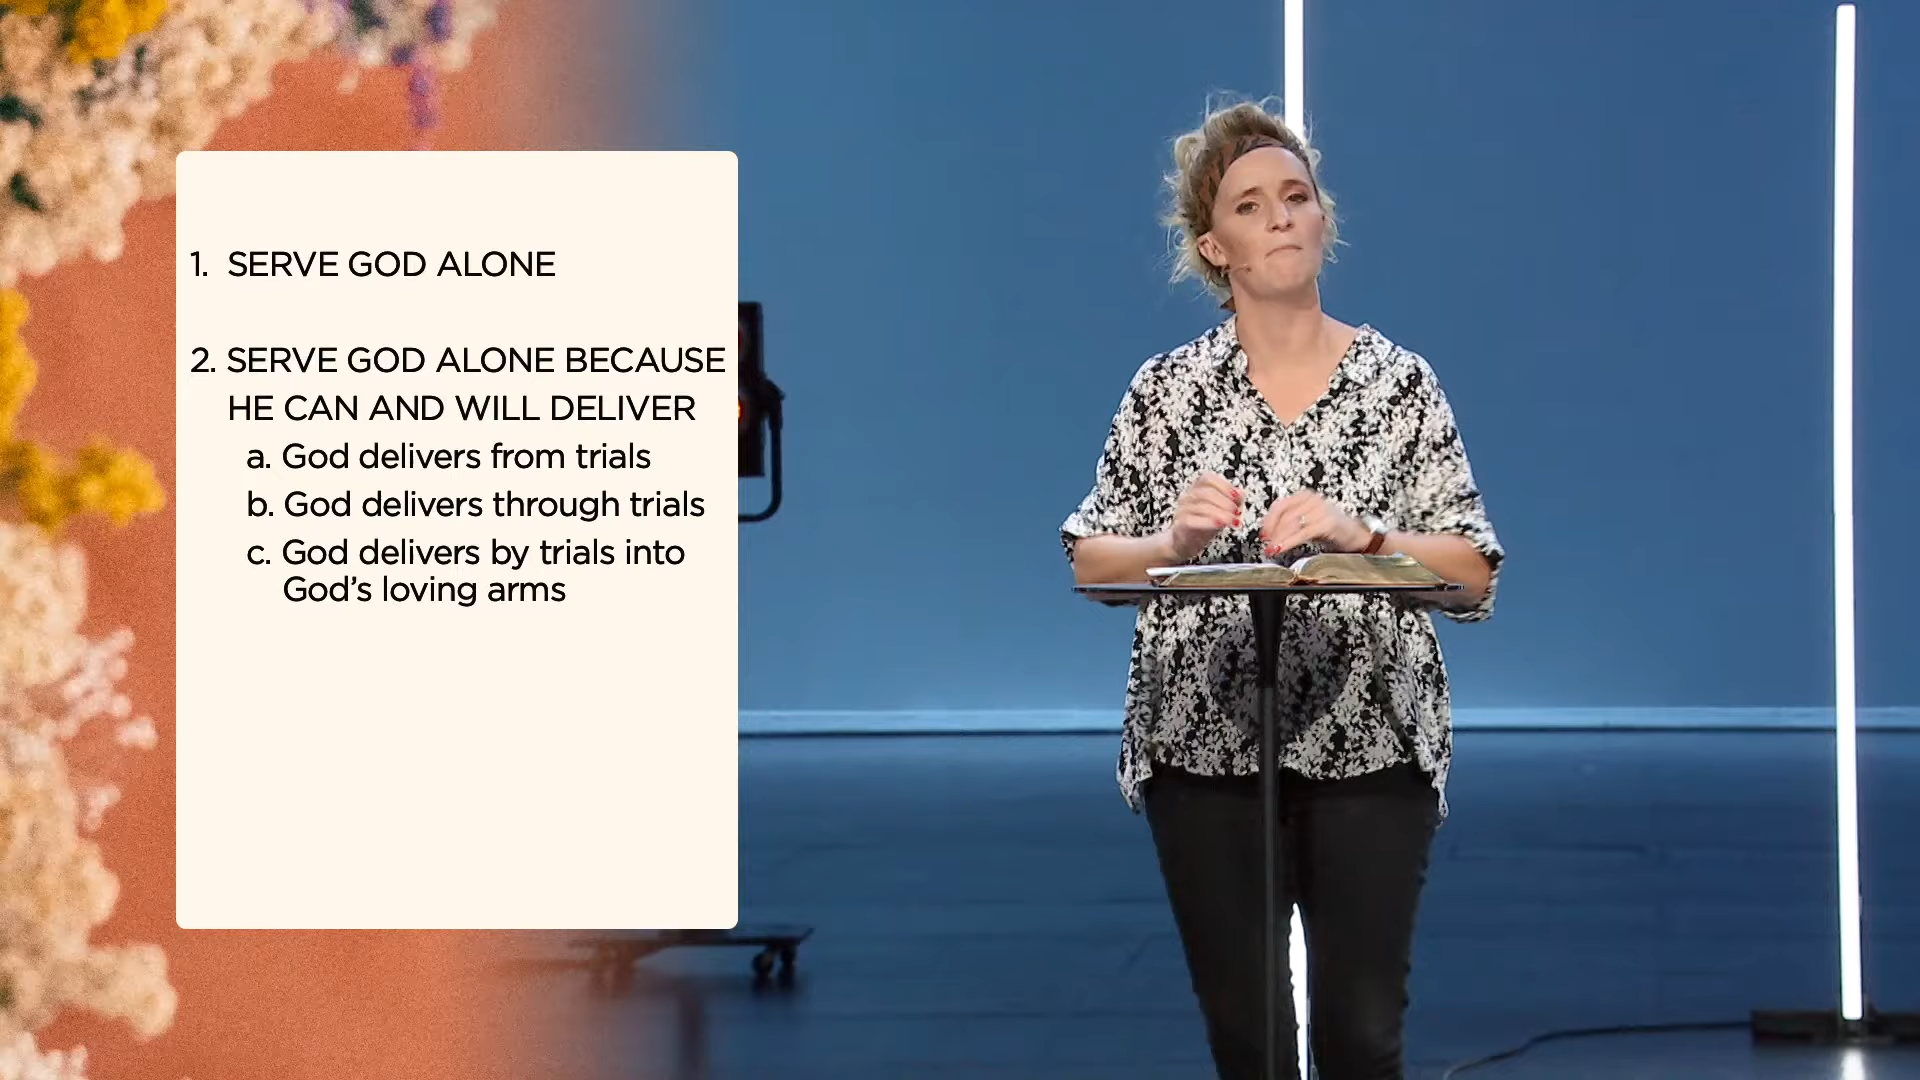 1. SERVE GOD ALONE
2. SERVE GOD ALONE BECAUSE
HE CAN AND WILL DELIVER
a. God delivers from trials
b. God delivers through trials
c. God delivers by trials into
God’s loving arms